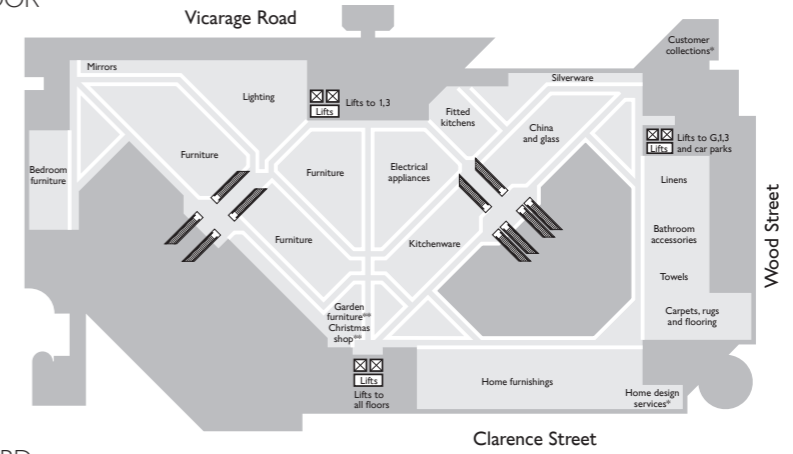 OOR
Vicarage Road
Customer
collections*
Mirrors
Silverware
Lighting
Lifts to 1,3
Lifts
Fitted
kitchens
China
and glass
Lifts to G,1,3
and car parks
Lifts
Furniture
Bedroom
furniture
Furniture
Electrical
appliances
Linens
Furniture
Kitchenware
Bathroom
accessories
Wood Street
Towels
Garden
furniture**
Christmas
shop**
Carpets, rugs
and flooring
Lifts
Lifts to
all floors
Home furnishings
Home design
services*
Clarence Street